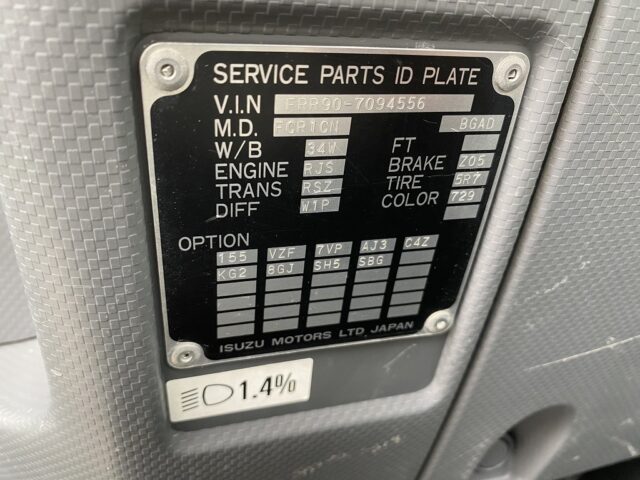 SERVICE PARTS ID PLATE
V.I.N FRR90-7094556
M.D. BGAD
W/B 34W FT
ENGINE RJS BRAKE Z05
TRANS RSZ TIRE 5R7
DIFF W1P COLOR 729
OPTION
155 VZF 7VP AJ3 C4Z
KG2 8GJ SH5 SBG
ISUZU MOTORS LTD JAPAN
1.4%